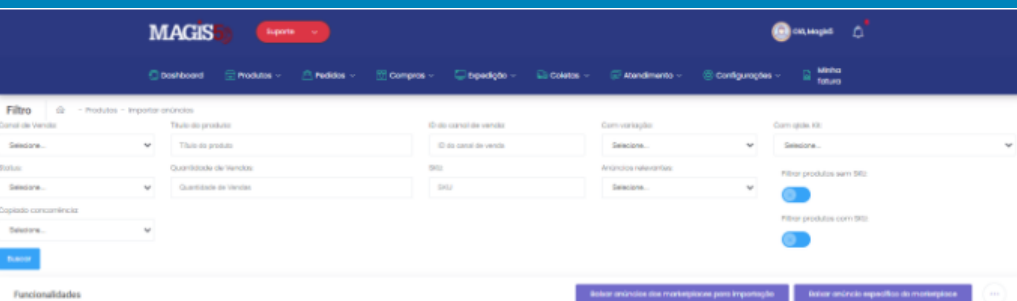 MAGIS5 Suporte Olá, Magis5
Dashboard Produtos Pedidos Compras Expedição Coletas Atendimento Configurações Minha fatura
Filtro - Produtos - Importar anúncios
Canal de Venda: Título do produto: ID do canal de venda: Com variação: Com qtde Kit:
Selecione... Título do produto ID do canal de venda Selecione... Selecione...
Status: Quantidade de Vendas: SKU: Anúncios relevantes: Filtrar produtos sem SKU:
Selecione... Quantidade de Vendas SKU Selecione...
Copiado concorrência: Filtrar produtos com SKU:
Selecione...
Buscar
Funcionalidades Baixar anúncios dos marketplaces para importação Baixar anúncio específico do marketplace ...